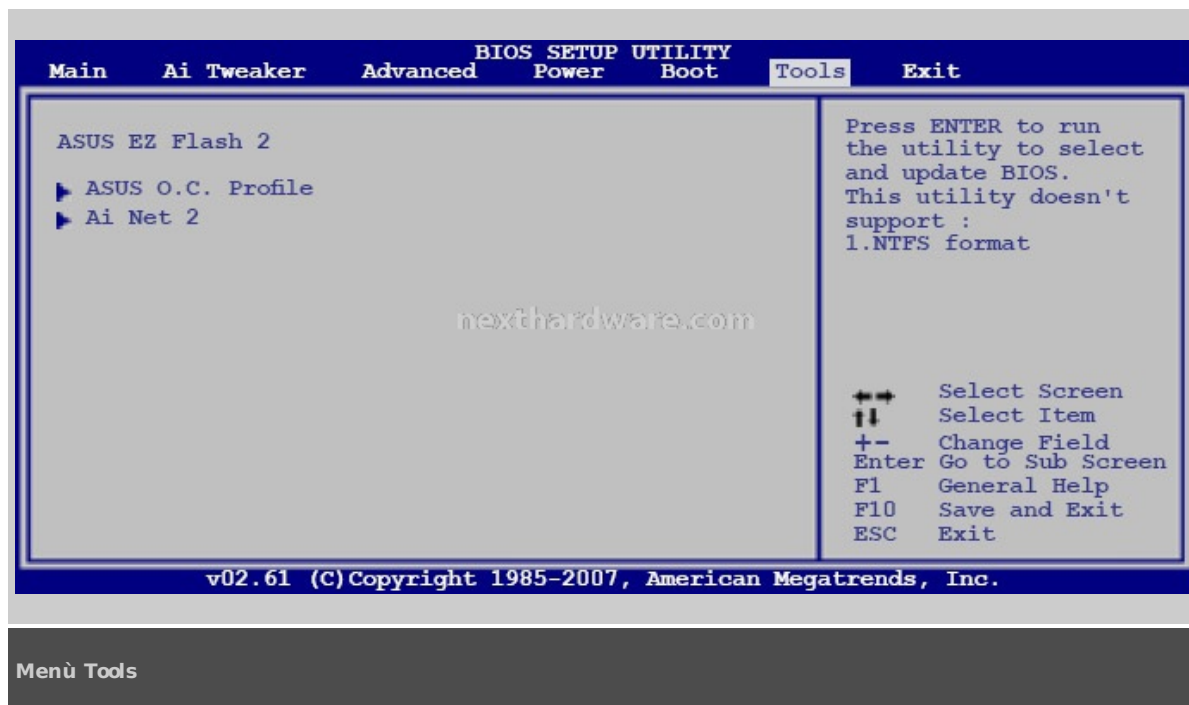 BIOS SETUP UTILITY
Main Ai Tweaker Advanced Power Boot Tools Exit
ASUS EZ Flash 2
ASUS O.C. Profile
Ai Net 2
Press ENTER to run
the utility to select
and update BIOS.
This utility doesn't
support :
1.NTFS format
nexthardware.com
Select Screen
Select Item
+- Change Field
Enter Go to Sub Screen
F1 General Help
F10 Save and Exit
ESC Exit
v02.61 (C)Copyright 1985-2007, American Megatrends, Inc.
Menù Tools